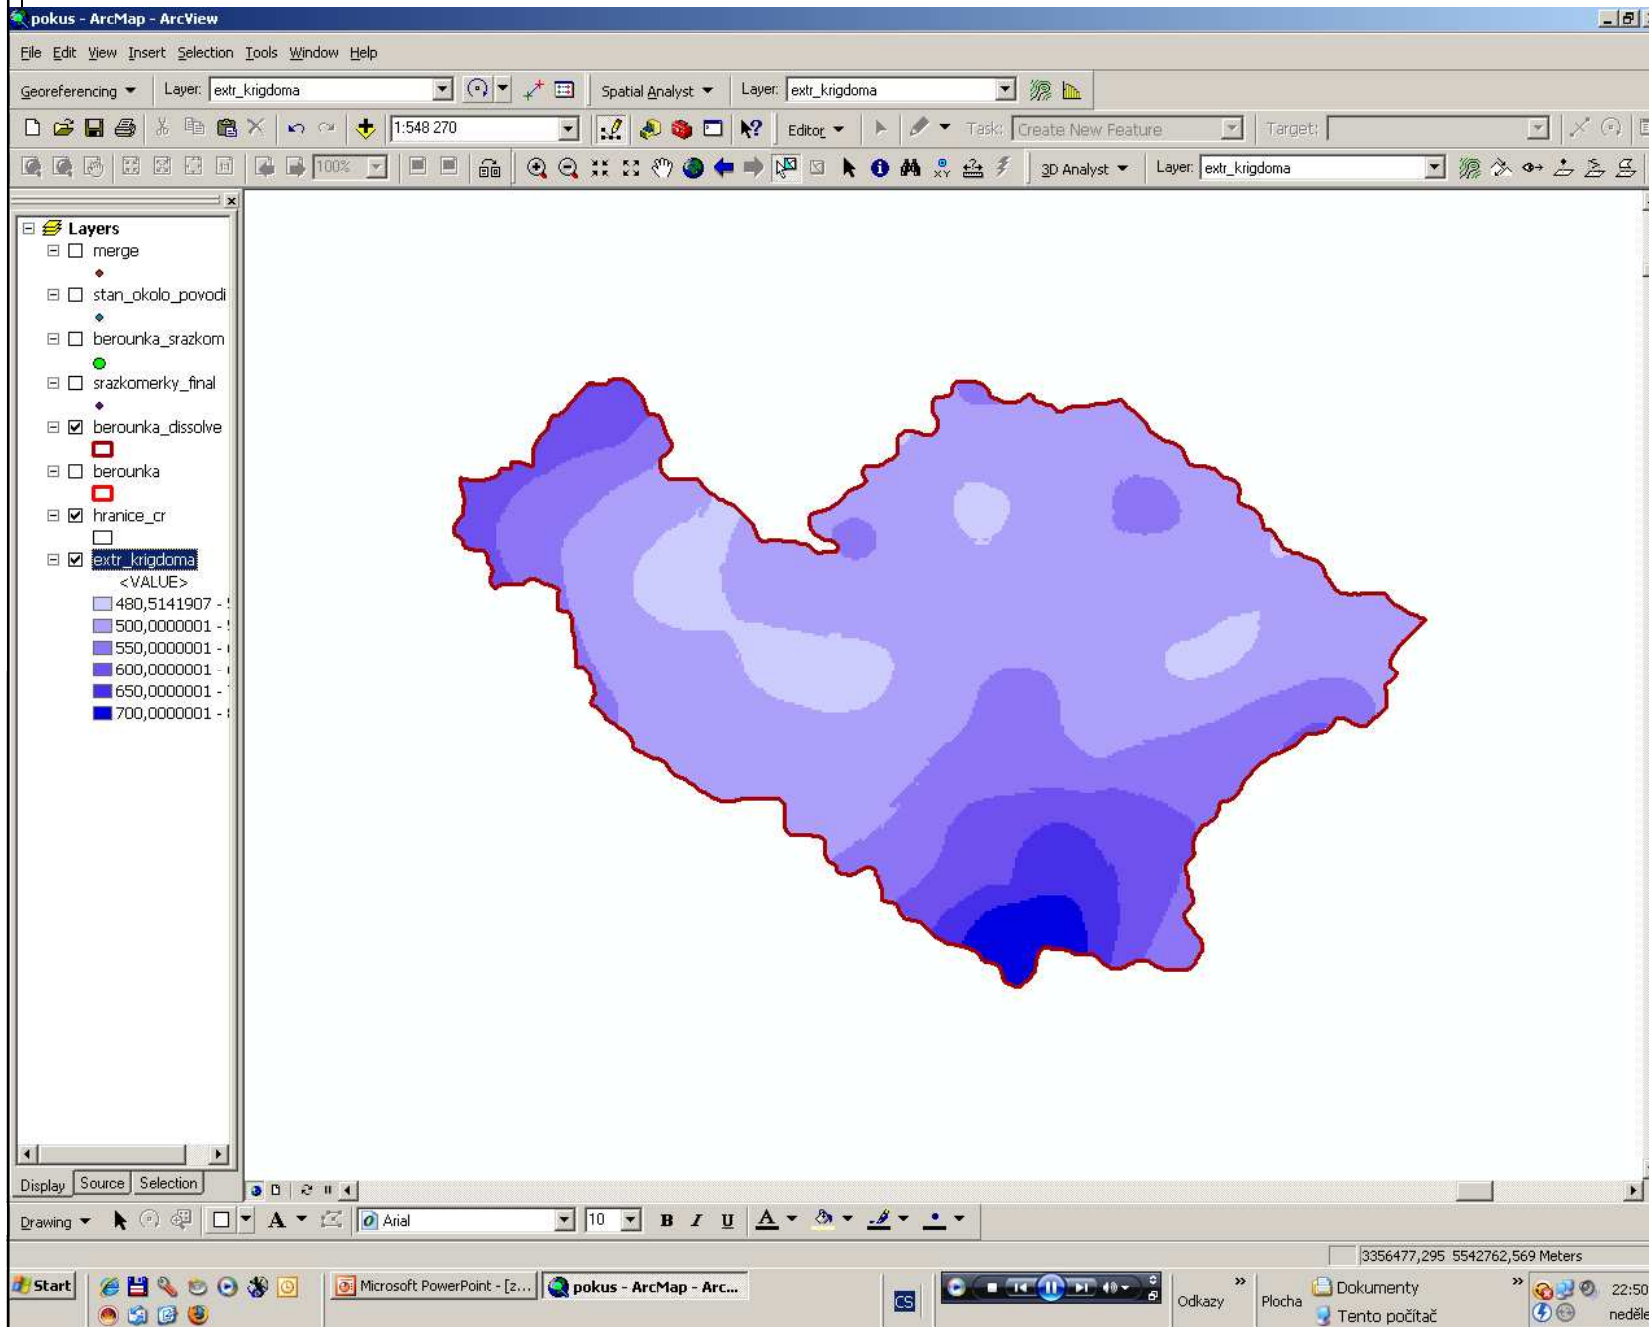 pokus - ArcMap - ArcView
File Edit View Insert Selection Tools Window Help
Georeferencing Layer: extr_krigdoma Spatial Analyst Layer: extr_krigdoma
1:548 270 Editor Task: Create New Feature Target:
100% 3D Analyst Layer: extr_krigdoma
Layers
merge
stan_okolo_povodi
berounka_srazkom
srazkomerky_final
berounka_dissolve
berounka
hranice_cr
extr_krigdoma
<VALUE>
480,5141907 -
500,0000001 -
550,0000001 -
600,0000001 -
650,0000001 -
700,0000001 -
Display Source Selection
Drawing A Arial 10 B I U A
3356477,295 5542762,569 Meters
Start Microsoft PowerPoint - [z... pokus - ArcMap - Arc... CS Odkazy » Plocha Dokumenty » 22:50
Tento počítač neděle